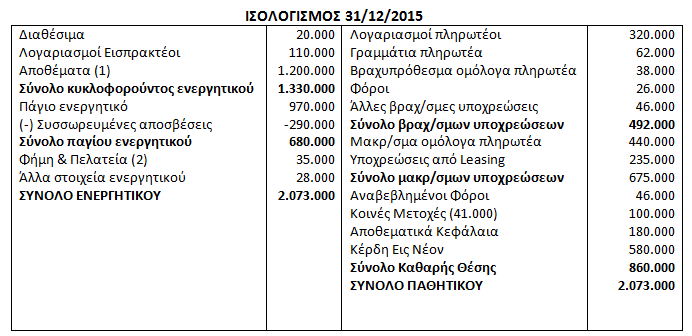 ΙΣΟΛΟΓΙΣΜΟΣ 31/12/2015
Διαθέσιμα 20.000
Λογαριασμοί Εισπρακτέοι 110.000
Αποθέματα (1) 1.200.000
Σύνολο κυκλοφορούντος ενεργητικού 1.330.000
Πάγιο ενεργητικό 970.000
(-) Συσσωρευμένες αποσβέσεις -290.000
Σύνολο παγίου ενεργητικού 680.000
Φήμη & Πελατεία (2) 35.000
Άλλα στοιχεία ενεργητικού 28.000
ΣΥΝΟΛΟ ΕΝΕΡΓΗΤΙΚΟΥ 2.073.000
Λογαριασμοί πληρωτέοι 320.000
Γραμμάτια πληρωτέα 62.000
Βραχυπρόθεσμα ομόλογα πληρωτέα 38.000
Φόροι 26.000
Άλλες βραχ/σμες υποχρεώσεις 46.000
Σύνολο βραχ/σμων υποχρεώσεων 492.000
Μακρ/σμα ομόλογα πληρωτέα 440.000
Υποχρεώσεις από Leasing 235.000
Σύνολο μακρ/σμων υποχρεώσεων 675.000
Αναβεβλημένοι Φόροι 46.000
Κοινές Μετοχές (41.000) 100.000
Αποθεματικά Κεφάλαια 180.000
Κέρδη Εις Νέον 580.000
Σύνολο Καθαρής Θέσης 860.000
ΣΥΝΟΛΟ ΠΑΘΗΤΙΚΟΥ 2.073.000